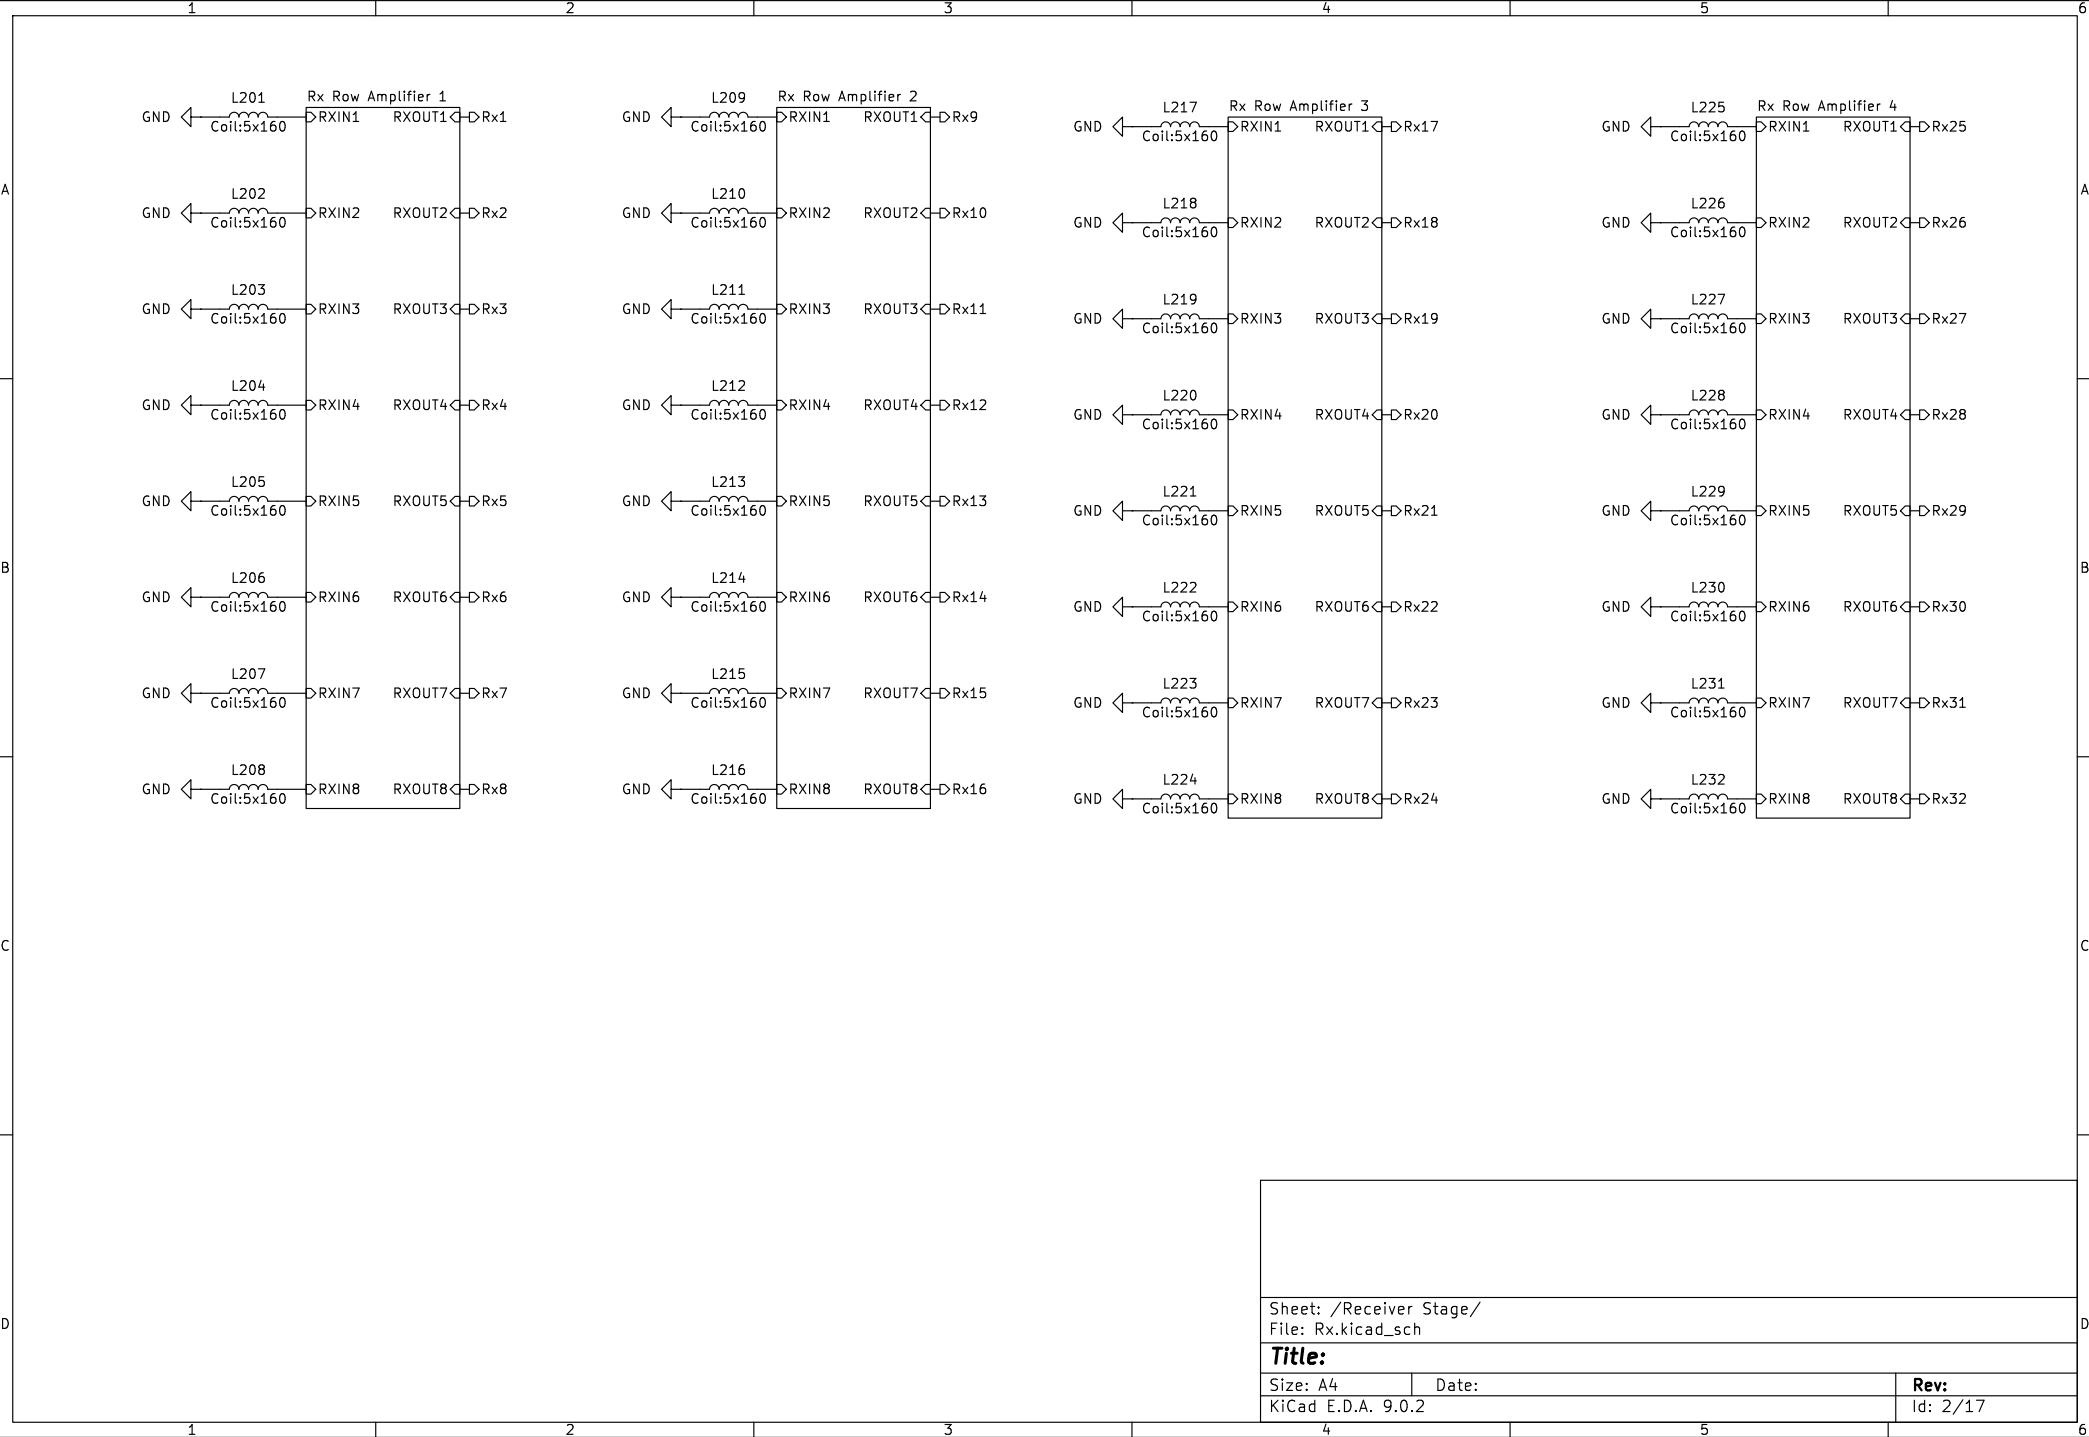 1 2 3 4 5 6
Rx Row Amplifier 1
L201
GND Coil:5x160 RXIN1 RXOUT1 Rx1
L202
GND Coil:5x160 RXIN2 RXOUT2 Rx2
L203
GND Coil:5x160 RXIN3 RXOUT3 Rx3
L204
GND Coil:5x160 RXIN4 RXOUT4 Rx4
L205
GND Coil:5x160 RXIN5 RXOUT5 Rx5
L206
GND Coil:5x160 RXIN6 RXOUT6 Rx6
L207
GND Coil:5x160 RXIN7 RXOUT7 Rx7
L208
GND Coil:5x160 RXIN8 RXOUT8 Rx8
Rx Row Amplifier 2
L209
GND Coil:5x160 RXIN1 RXOUT1 Rx9
L210
GND Coil:5x160 RXIN2 RXOUT2 Rx10
L211
GND Coil:5x160 RXIN3 RXOUT3 Rx11
L212
GND Coil:5x160 RXIN4 RXOUT4 Rx12
L213
GND Coil:5x160 RXIN5 RXOUT5 Rx13
L214
GND Coil:5x160 RXIN6 RXOUT6 Rx14
L215
GND Coil:5x160 RXIN7 RXOUT7 Rx15
L216
GND Coil:5x160 RXIN8 RXOUT8 Rx16
Rx Row Amplifier 3
L217
GND Coil:5x160 RXIN1 RXOUT1 Rx17
L218
GND Coil:5x160 RXIN2 RXOUT2 Rx18
L219
GND Coil:5x160 RXIN3 RXOUT3 Rx19
L220
GND Coil:5x160 RXIN4 RXOUT4 Rx20
L221
GND Coil:5x160 RXIN5 RXOUT5 Rx21
L222
GND Coil:5x160 RXIN6 RXOUT6 Rx22
L223
GND Coil:5x160 RXIN7 RXOUT7 Rx23
L224
GND Coil:5x160 RXIN8 RXOUT8 Rx24
Rx Row Amplifier 4
L225
GND Coil:5x160 RXIN1 RXOUT1 Rx25
L226
GND Coil:5x160 RXIN2 RXOUT2 Rx26
L227
GND Coil:5x160 RXIN3 RXOUT3 Rx27
L228
GND Coil:5x160 RXIN4 RXOUT4 Rx28
L229
GND Coil:5x160 RXIN5 RXOUT5 Rx29
L230
GND Coil:5x160 RXIN6 RXOUT6 Rx30
L231
GND Coil:5x160 RXIN7 RXOUT7 Rx31
L232
GND Coil:5x160 RXIN8 RXOUT8 Rx32
A A
B B
C C
D D
Sheet: /Receiver Stage/
File: Rx.kicad_sch
Title:
Size: A4 Date: Rev:
KiCad E.D.A. 9.0.2 Id: 2/17
1 2 3 4 5 6